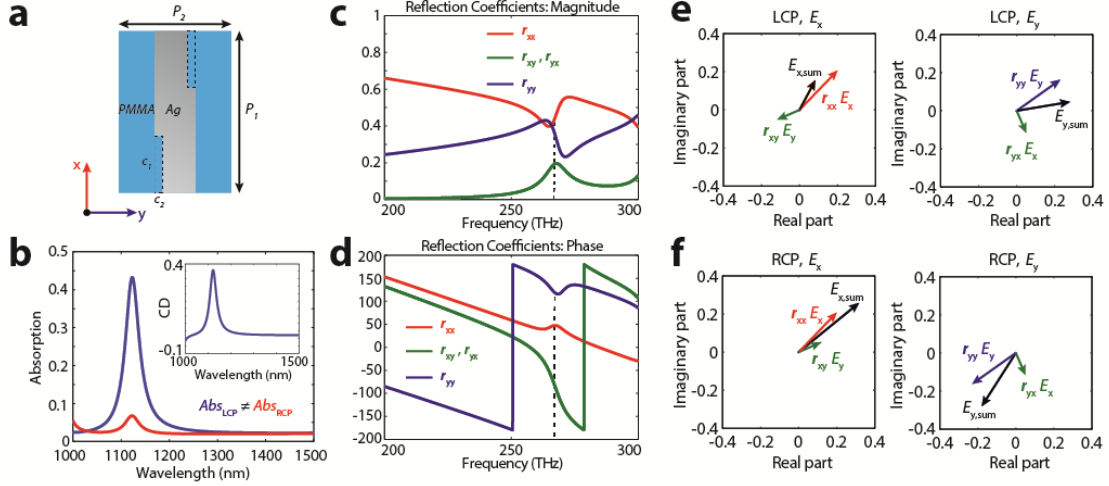 a
P2
PMMA
Ag
P1
c1
c2
x
y
b
0.5
0.4
0.3
0.2
0.1
0
Absorption
1000 1100 1200 1300 1400 1500
Wavelength (nm)
0.4
CD
-0.1
1000 1500
Wavelength (nm)
AbsLCP ≠ AbsRCP
c
Reflection Coefficients: Magnitude
1
0.8
0.6
0.4
0.2
0
rxx
rxy , ryx
ryy
200 250 300
Frequency (THz)
d
Reflection Coefficients: Phase
200
150
100
50
0
-50
-100
-150
-200
rxx
rxy , ryx
ryy
200 250 300
Frequency (THz)
e
LCP, Ex
0.4
0.2
0
-0.2
-0.4
Imaginary part
Ex,sum
rxx Ex
rxy Ey
-0.4 -0.2 0 0.2 0.4
Real part
LCP, Ey
0.4
0.2
0
-0.2
-0.4
Imaginary part
ryy Ey
Ey,sum
ryx Ex
-0.4 -0.2 0 0.2 0.4
Real part
f
RCP, Ex
0.4
0.2
0
-0.2
-0.4
Imaginary part
Ex,sum
rxx Ex
rxy Ey
-0.4 -0.2 0 0.2 0.4
Real part
RCP, Ey
0.4
0.2
0
-0.2
-0.4
Imaginary part
ryy Ey
ryx Ex
Ey,sum
-0.4 -0.2 0 0.2 0.4
Real part